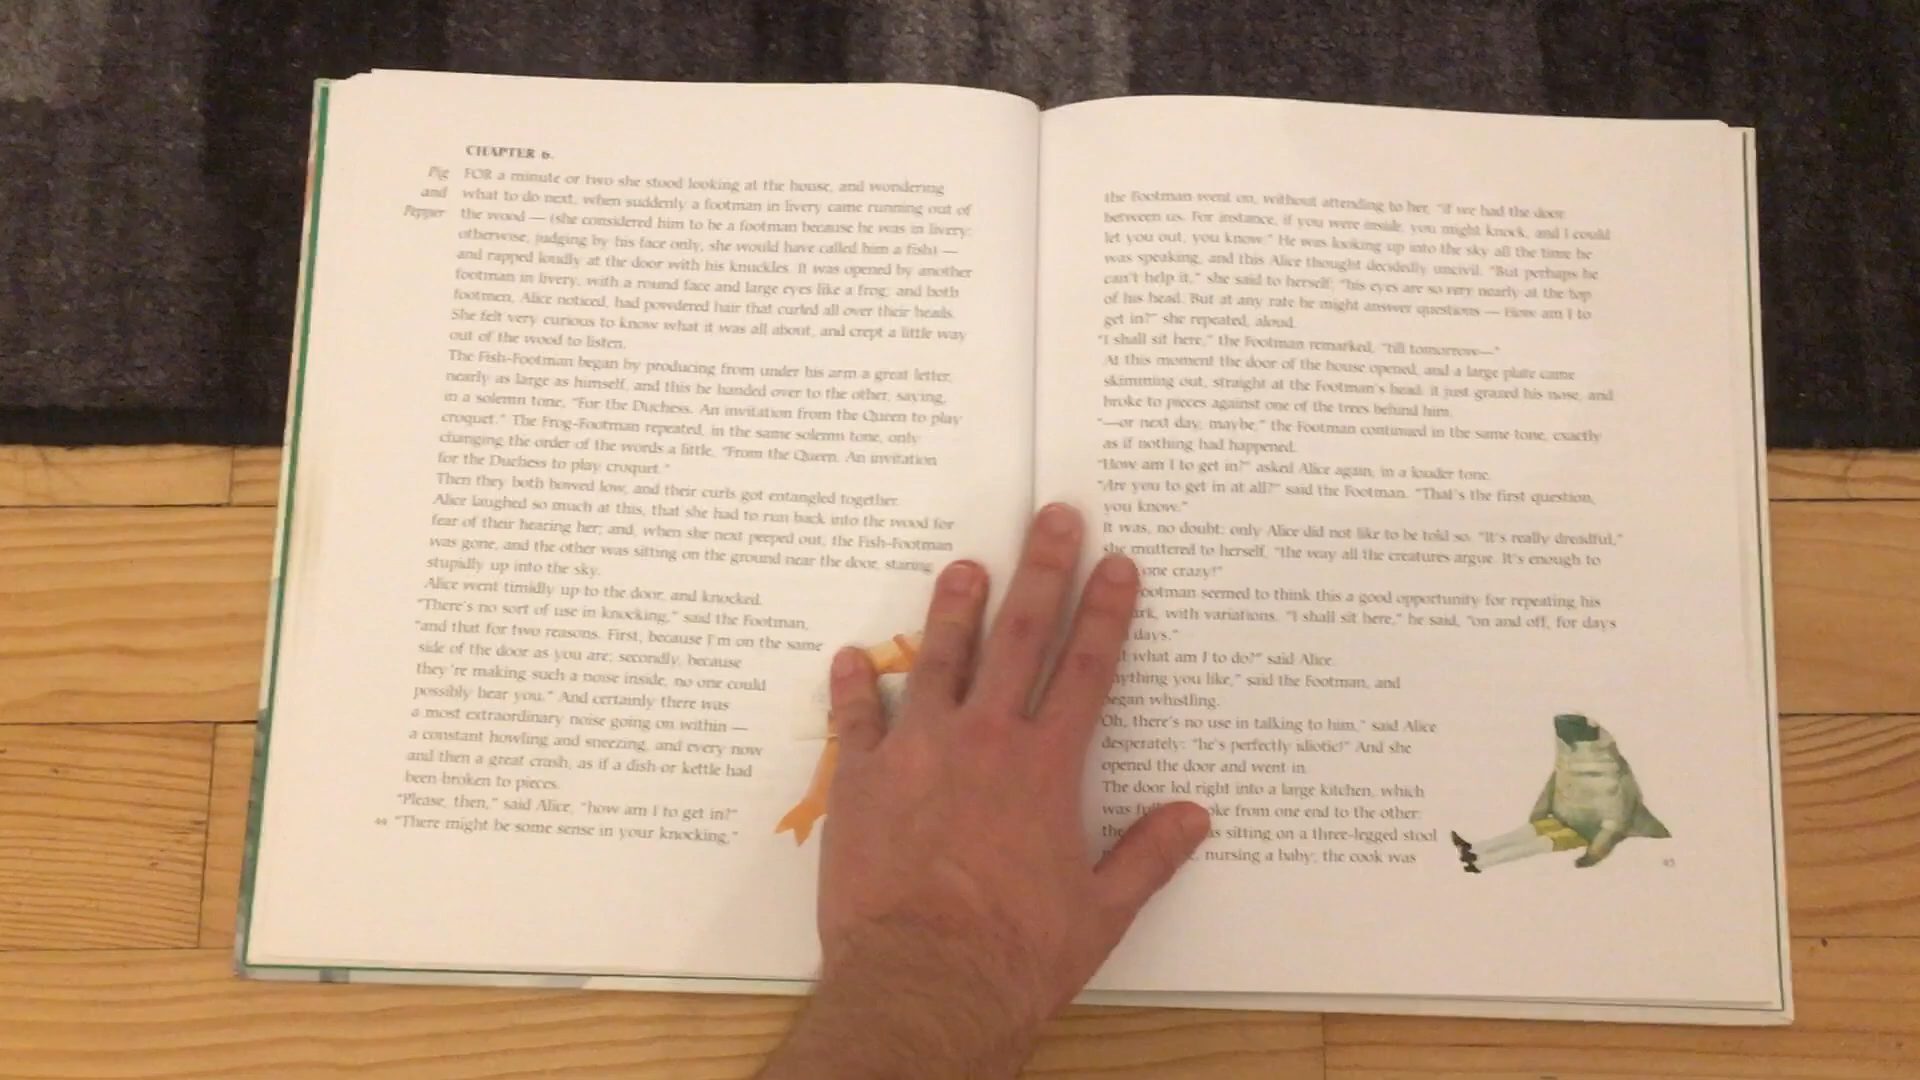 CHAPTER 6.
Pig
and
Pepper
FOR a minute or two she stood looking at the house, and wondering
what to do next, when suddenly a footman in livery came running out of
the wood — (she considered him to be a footman because he was in livery:
otherwise, judging by his face only, she would have called him a fish) —
and rapped loudly at the door with his knuckles. It was opened by another
footman in livery, with a round face and large eyes like a frog; and both
footmen, Alice noticed, had powdered hair that curled all over their heads.
She felt very curious to know what it was all about, and crept a little way
out of the wood to listen.
The Fish-Footman began by producing from under his arm a great letter,
nearly as large as himself, and this he handed over to the other, saying,
in a solemn tone, "For the Duchess. An invitation from the Queen to play
croquet." The Frog-Footman repeated, in the same solemn tone, only
changing the order of the words a little, "From the Queen. An invitation
for the Duchess to play croquet."
Then they both bowed low, and their curls got entangled together.
Alice laughed so much at this, that she had to run back into the wood for
fear of their hearing her; and, when she next peeped out, the Fish-Footman
was gone, and the other was sitting on the ground near the door, staring
stupidly up into the sky.
Alice went timidly up to the door, and knocked.
"There's no sort of use in knocking," said the Footman,
"and that for two reasons. First, because I'm on the same
side of the door as you are; secondly, because
they're making such a noise inside, no one could
possibly hear you." And certainly there was
a most extraordinary noise going on within —
a constant howling and sneezing, and every now
and then a great crash, as if a dish or kettle had
been broken to pieces.
"Please, then," said Alice, "how am I to get in?"
44 "There might be some sense in your knocking,"
the Footman went on, without attending to her, "if we had the door
between us. For instance, if you were inside, you might knock, and I could
let you out, you know." He was looking up into the sky all the time he
was speaking, and this Alice thought decidedly uncivil. "But perhaps he
can't help it," she said to herself; "his eyes are so very nearly at the top
of his head. But at any rate he might answer questions — How am I to
get in?" she repeated, aloud.
"I shall sit here," the Footman remarked, "till tomorrow—"
At this moment the door of the house opened, and a large plate came
skimming out, straight at the Footman's head: it just grazed his nose, and
broke to pieces against one of the trees behind him.
"—or next day, maybe," the Footman continued in the same tone, exactly
as if nothing had happened.
"How am I to get in?" asked Alice again, in a louder tone.
"Are you to get in at all?" said the Footman. "That's the first question,
you know."
It was, no doubt: only Alice did not like to be told so. "It's really dreadful,"
she muttered to herself, "the way all the creatures argue. It's enough to
one crazy!"
ootman seemed to think this a good opportunity for repeating his
rk, with variations. "I shall sit here," he said, "on and off, for days
days."
t what am I to do?" said Alice.
nything you like," said the Footman, and
began whistling.
Oh, there's no use in talking to him," said Alice
desperately: "he's perfectly idiotic!" And she
opened the door and went in.
The door led right into a large kitchen, which
was oke from one end to the other:
the s sitting on a three-legged stool
nursing a baby; the cook was
45